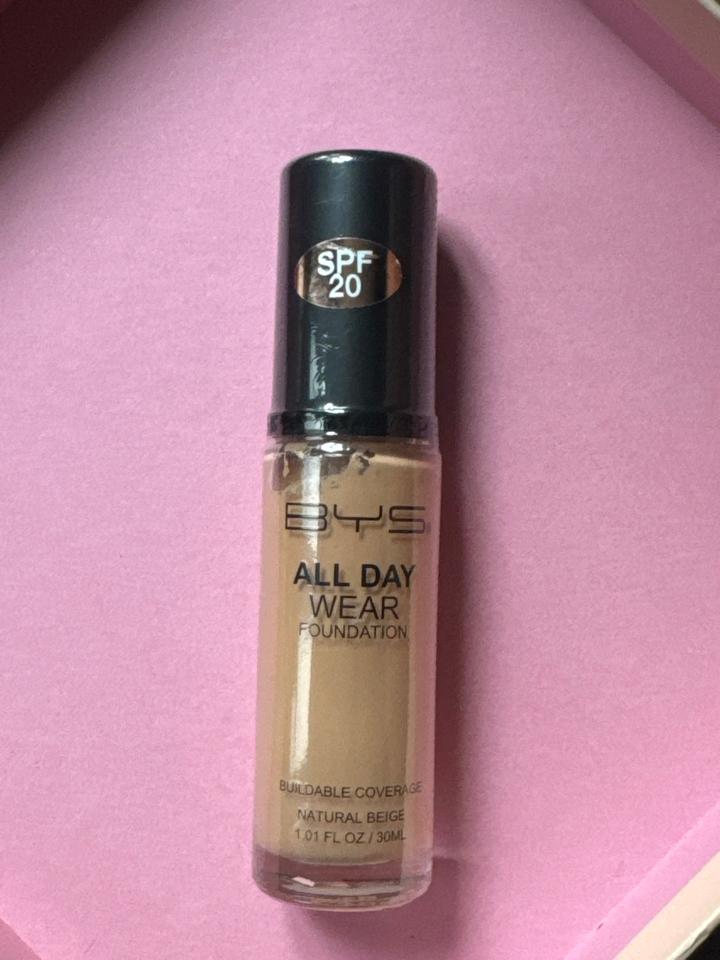 SPF
20
BYS
ALL DAY
WEAR
FOUNDATION
BUILDABLE COVERAGE
NATURAL BEIGE
1.01 FL OZ / 30ML